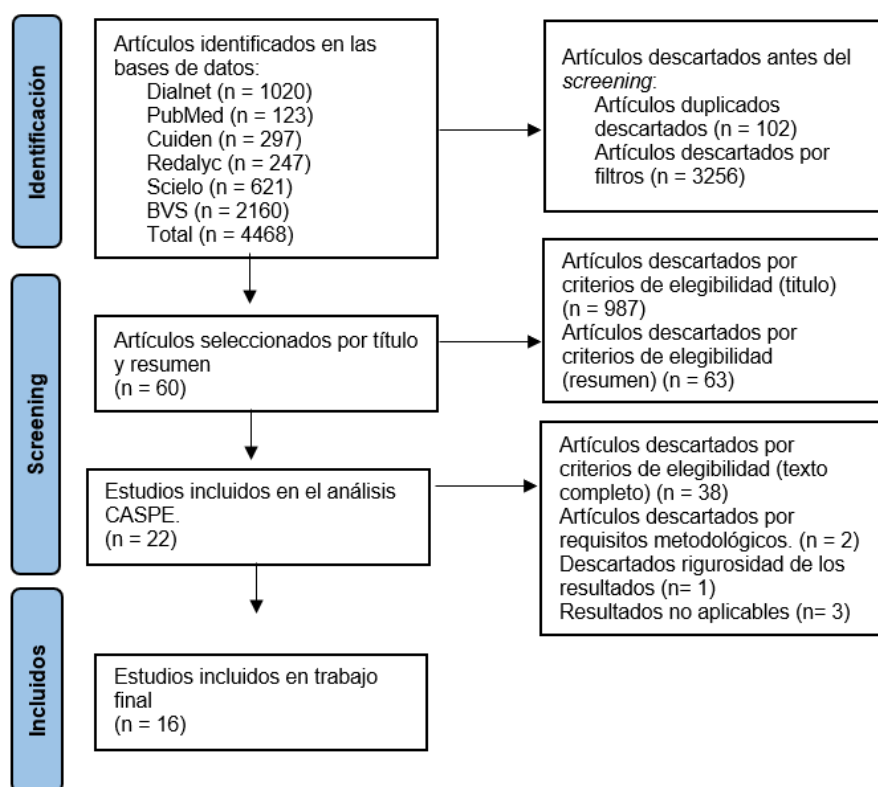 Identificación
Artículos identificados en las
bases de datos:
Dialnet (n = 1020)
PubMed (n = 123)
Cuiden (n = 297)
Redalyc (n = 247)
Scielo (n = 621)
BVS (n = 2160)
Total (n = 4468)
Artículos descartados antes del
screening:
Artículos duplicados
descartados (n = 102)
Artículos descartados por
filtros (n = 3256)
Screening
Artículos seleccionados por título
y resumen
(n = 60)
Artículos descartados por
criterios de elegibilidad (titulo)
(n = 987)
Artículos descartados por
criterios de elegibilidad
(resumen) (n = 63)
Estudios incluidos en el análisis
CASPE.
(n = 22)
Artículos descartados por
criterios de elegibilidad (texto
completo) (n = 38)
Artículos descartados por
requisitos metodológicos. (n = 2)
Descartados rigurosidad de los
resultados (n= 1)
Resultados no aplicables (n= 3)
Incluidos
Estudios incluidos en trabajo
final
(n = 16)